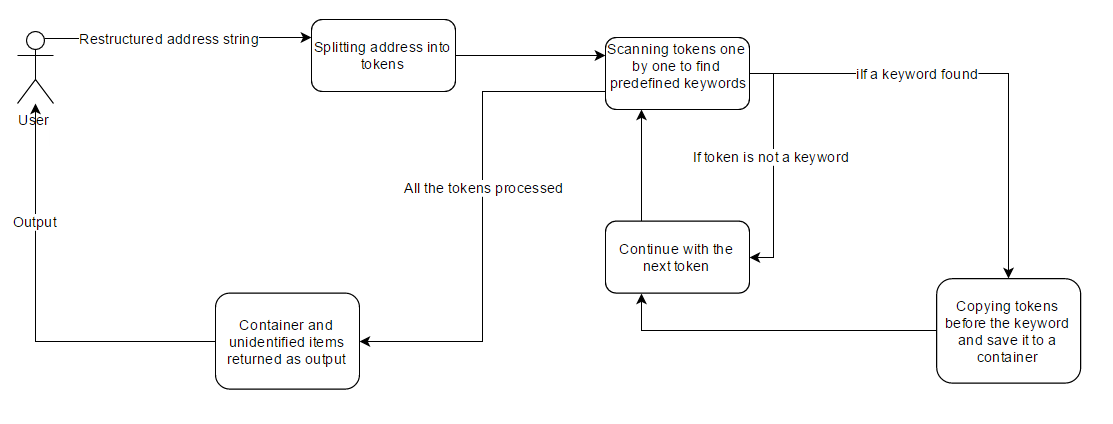 Restructured address string
Splitting address into
tokens
Scanning tokens one
by one to find
predefined keywords
iIf a keyword found
User
If token is not a keyword
All the tokens processed
Output
Continue with the
next token
Container and
unidentified items
returned as output
Copying tokens
before the keyword
and save it to a
container